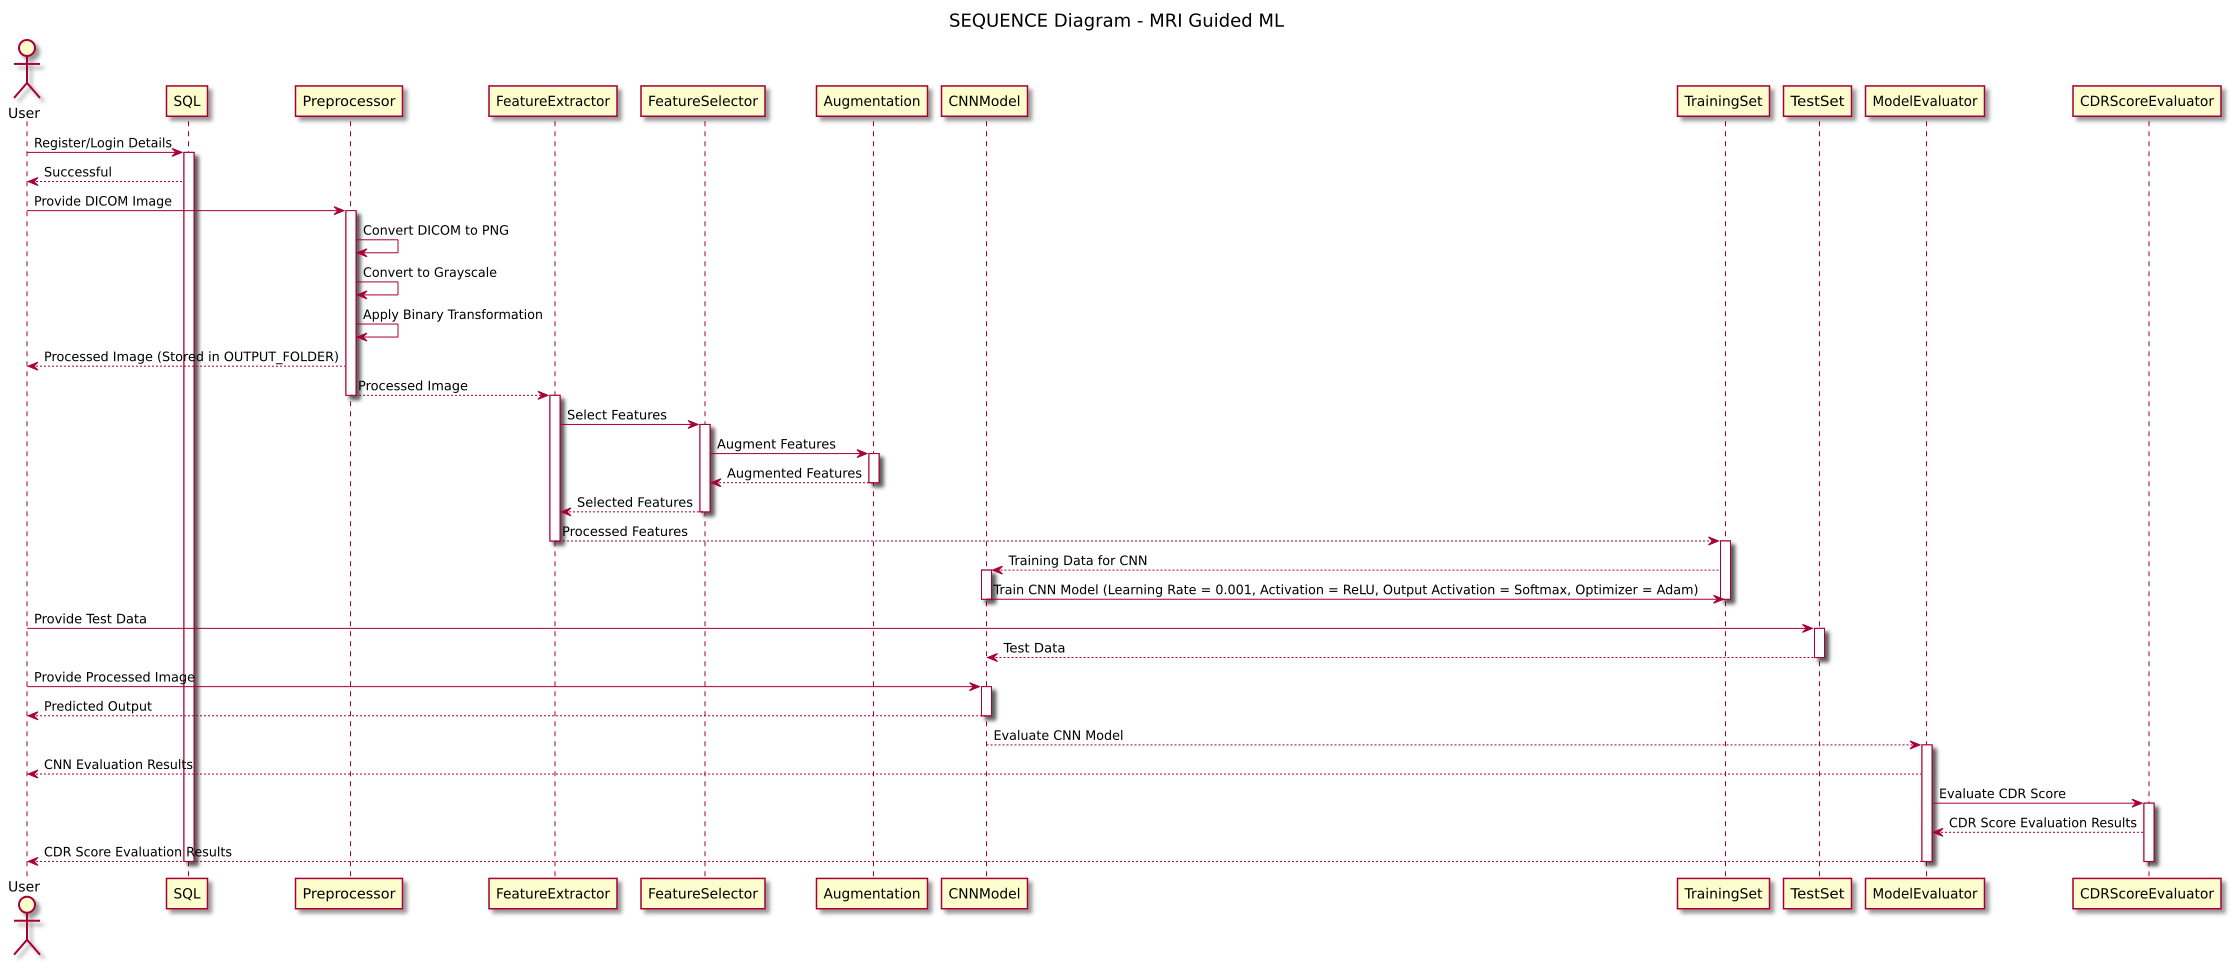 SEQUENCE Diagram - MRI Guided ML
User
SQL
Preprocessor
FeatureExtractor
FeatureSelector
Augmentation
CNNModel
TrainingSet
TestSet
ModelEvaluator
CDRScoreEvaluator
Register/Login Details
Successful
Provide DICOM Image
Convert DICOM to PNG
Convert to Grayscale
Apply Binary Transformation
Processed Image (Stored in OUTPUT_FOLDER)
Processed Image
Select Features
Augment Features
Augmented Features
Selected Features
Processed Features
Training Data for CNN
Train CNN Model (Learning Rate = 0.001, Activation = ReLU, Output Activation = Softmax, Optimizer = Adam)
Provide Test Data
Test Data
Provide Processed Image
Predicted Output
Evaluate CNN Model
CNN Evaluation Results
Evaluate CDR Score
CDR Score Evaluation Results
CDR Score Evaluation Results
User
SQL
Preprocessor
FeatureExtractor
FeatureSelector
Augmentation
CNNModel
TrainingSet
TestSet
ModelEvaluator
CDRScoreEvaluator